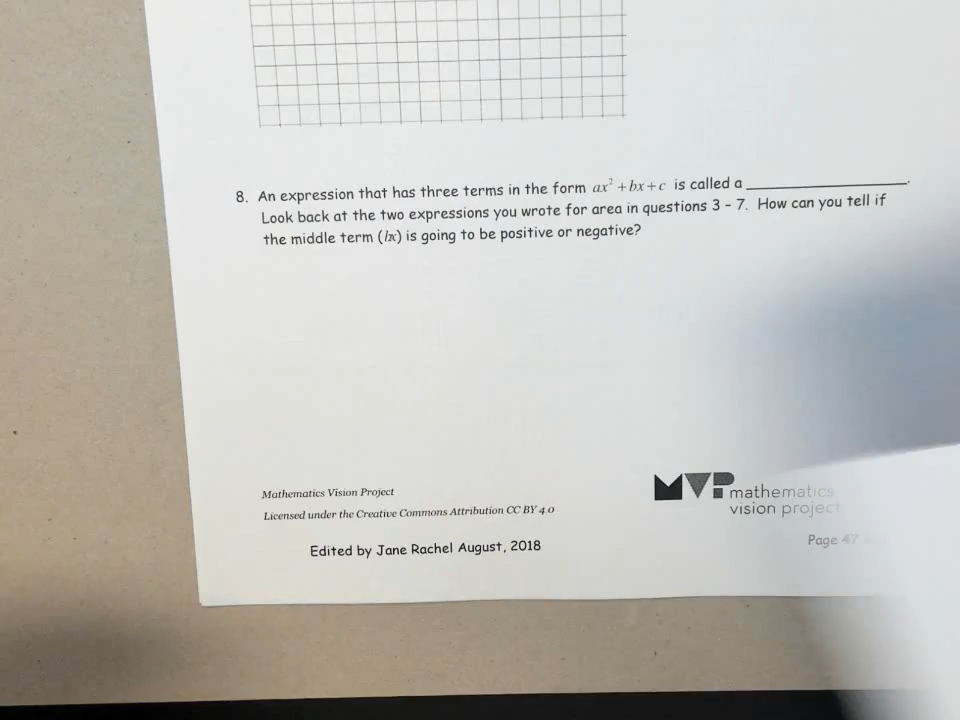 8. An expression that has three terms in the form ax² + bx + c is called a ____________.
Look back at the two expressions you wrote for area in questions 3 – 7. How can you tell if
the middle term (bx) is going to be positive or negative?
Mathematics Vision Project
Licensed under the Creative Commons Attribution CC BY 4.0
Edited by Jane Rachel August, 2018
MVP mathematics
vision project
Page 47